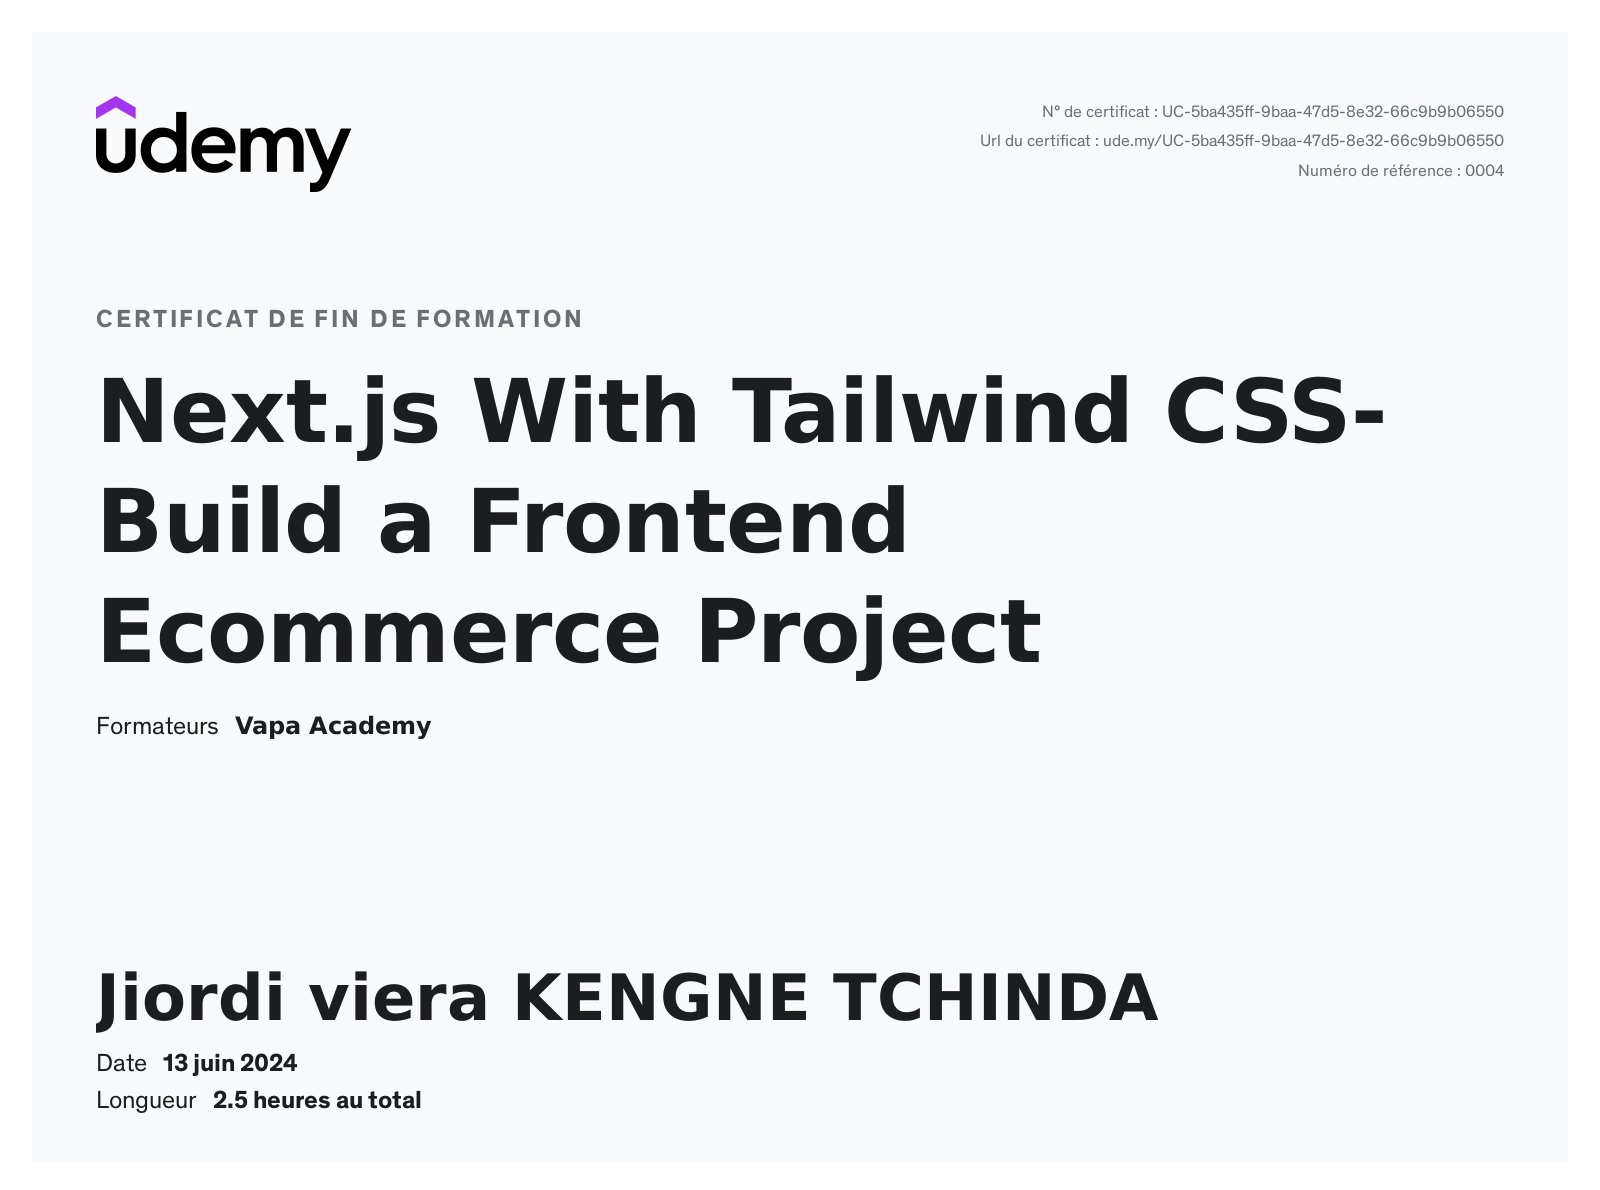 udemy
N° de certificat : UC-5ba435ff-9baa-47d5-8e32-66c9b9b06550
Url du certificat : ude.my/UC-5ba435ff-9baa-47d5-8e32-66c9b9b06550
Numéro de référence : 0004
CERTIFICAT DE FIN DE FORMATION
Next.js With Tailwind CSS-
Build a Frontend
Ecommerce Project
Formateurs Vapa Academy
Jiordi viera KENGNE TCHINDA
Date 13 juin 2024
Longueur 2.5 heures au total